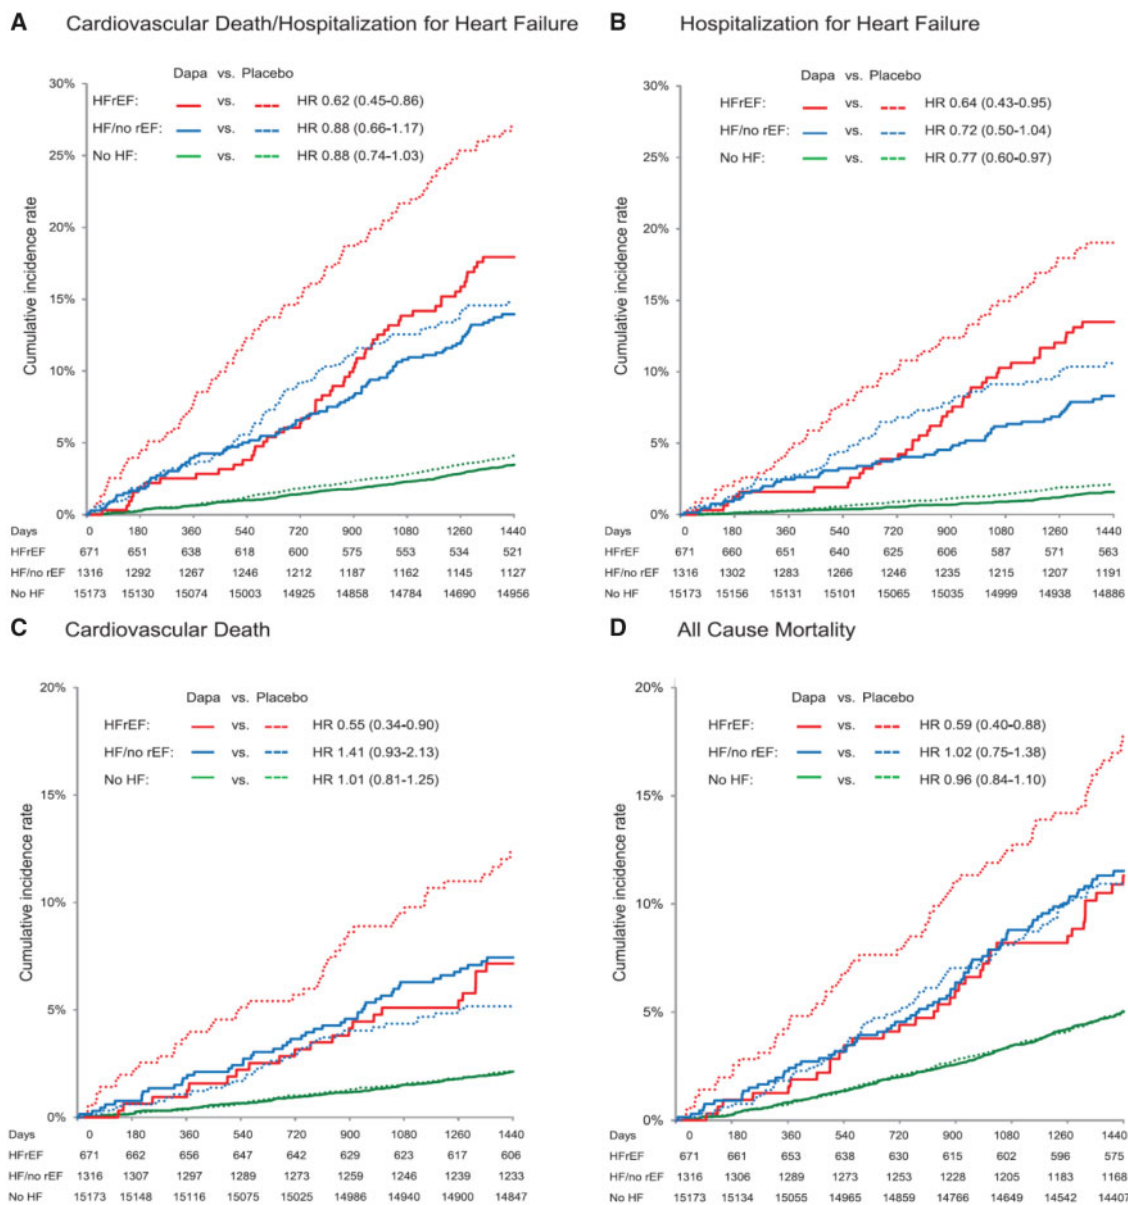 A Cardiovascular Death/Hospitalization for Heart Failure
Dapa vs. Placebo
HFrEF: vs. HR 0.62 (0.45-0.86)
HF/no rEF: vs. HR 0.88 (0.66-1.17)
No HF: vs. HR 0.88 (0.74-1.03)
Cumulative incidence rate
30%
25%
20%
15%
10%
5%
0%
Days 0 180 360 540 720 900 1080 1260 1440
HFrEF 671 651 638 618 600 575 553 534 521
HF/no rEF 1316 1292 1267 1246 1212 1187 1162 1145 1127
No HF 15173 15130 15074 15003 14925 14858 14784 14690 14956
B Hospitalization for Heart Failure
Dapa vs. Placebo
HFrEF: vs. HR 0.64 (0.43-0.95)
HF/no rEF: vs. HR 0.72 (0.50-1.04)
No HF: vs. HR 0.77 (0.60-0.97)
Cumulative incidence rate
30%
25%
20%
15%
10%
5%
0%
Days 0 180 360 540 720 900 1080 1260 1440
HFrEF 671 660 651 640 625 606 587 571 563
HF/no rEF 1316 1302 1283 1266 1246 1235 1215 1207 1191
No HF 15173 15156 15131 15101 15065 15035 14999 14938 14886
C Cardiovascular Death
Dapa vs. Placebo
HFrEF: vs. HR 0.55 (0.34-0.90)
HF/no rEF: vs. HR 1.41 (0.93-2.13)
No HF: vs. HR 1.01 (0.81-1.25)
Cumulative incidence rate
20%
15%
10%
5%
0%
Days 0 180 360 540 720 900 1080 1260 1440
HFrEF 671 662 656 647 642 629 623 617 606
HF/no rEF 1316 1307 1297 1289 1273 1259 1246 1239 1233
No HF 15173 15148 15116 15075 15025 14986 14940 14900 14847
D All Cause Mortality
Dapa vs. Placebo
HFrEF: vs. HR 0.59 (0.40-0.88)
HF/no rEF: vs. HR 1.02 (0.75-1.38)
No HF: vs. HR 0.96 (0.84-1.10)
Cumulative incidence rate
20%
15%
10%
5%
0%
Days 0 180 360 540 720 900 1080 1260 1440
HFrEF 671 661 653 638 630 615 602 596 575
HF/no rEF 1316 1306 1289 1273 1253 1228 1205 1183 1168
No HF 15173 15134 15055 14965 14859 14766 14649 14542 14407